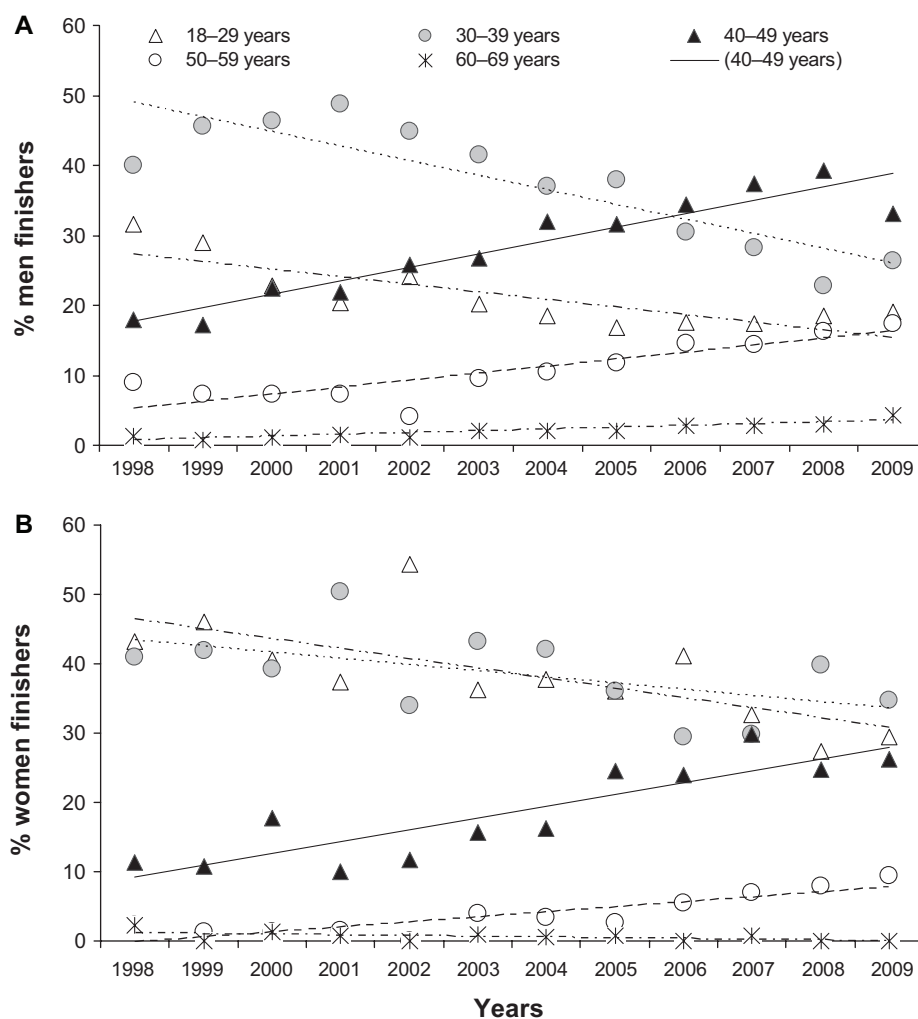 A
60
50
40
30
20
10
0
% men finishers
18–29 years
30–39 years
40–49 years
50–59 years
60–69 years
(40–49 years)
1998 1999 2000 2001 2002 2003 2004 2005 2006 2007 2008 2009
B
60
50
40
30
20
10
0
% women finishers
1998 1999 2000 2001 2002 2003 2004 2005 2006 2007 2008 2009
Years